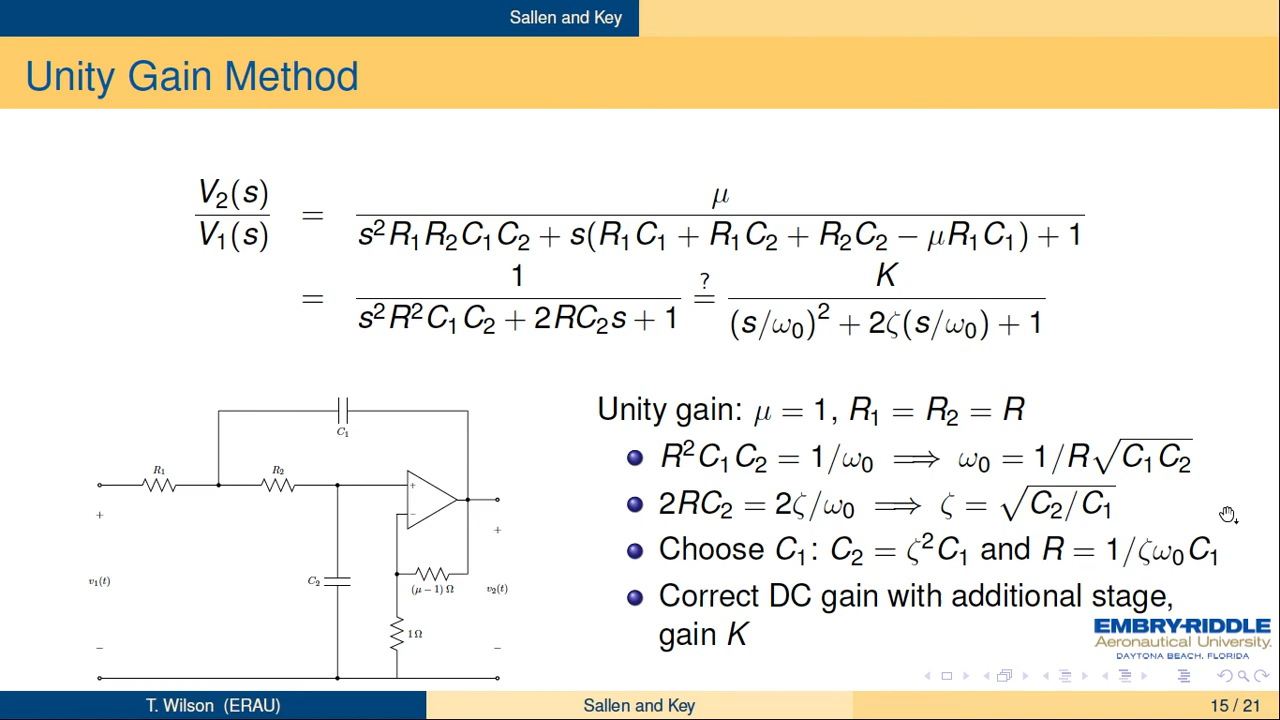 Sallen and Key
Unity Gain Method
V₂(s)/V₁(s) = μ/(s²R₁R₂C₁C₂ + s(R₁C₁ + R₁C₂ + R₂C₂ − μR₁C₁) + 1)
= 1/(s²R²C₁C₂ + 2RC₂s + 1) ≟ K/((s/ω₀)² + 2ζ(s/ω₀) + 1)
Unity gain: μ = 1, R₁ = R₂ = R
R²C₁C₂ = 1/ω₀ ⟹ ω₀ = 1/R√(C₁C₂)
2RC₂ = 2ζ/ω₀ ⟹ ζ = √(C₂/C₁)
Choose C₁: C₂ = ζ²C₁ and R = 1/ζω₀C₁
Correct DC gain with additional stage,
gain K
C₁
R₁
R₂
+
−
+
+
C₂
v₁(t)
(μ − 1) Ω
v₂(t)
1 Ω
−
−
EMBRY-RIDDLE
Aeronautical University.
DAYTONA BEACH, FLORIDA
T. Wilson (ERAU)
Sallen and Key
15 / 21